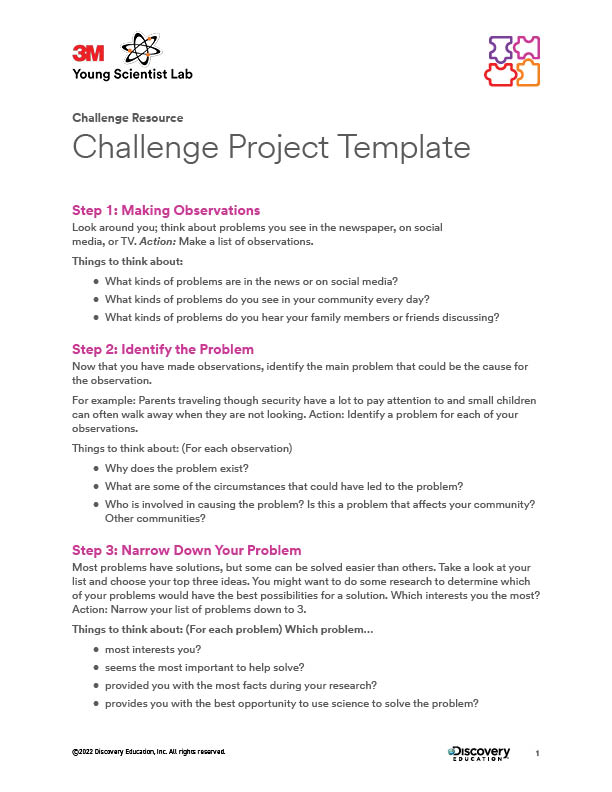 3M
Young Scientist Lab
Challenge Resource
Challenge Project Template
Step 1: Making Observations
Look around you; think about problems you see in the newspaper, on social
media, or TV. Action: Make a list of observations.
Things to think about:
• What kinds of problems are in the news or on social media?
• What kinds of problems do you see in your community every day?
• What kinds of problems do you hear your family members or friends discussing?
Step 2: Identify the Problem
Now that you have made observations, identify the main problem that could be the cause for
the observation.
For example: Parents traveling though security have a lot to pay attention to and small children
can often walk away when they are not looking. Action: Identify a problem for each of your
observations.
Things to think about: (For each observation)
• Why does the problem exist?
• What are some of the circumstances that could have led to the problem?
• Who is involved in causing the problem? Is this a problem that affects your community?
Other communities?
Step 3: Narrow Down Your Problem
Most problems have solutions, but some can be solved easier than others. Take a look at your
list and choose your top three ideas. You might want to do some research to determine which
of your problems would have the best possibilities for a solution. Which interests you the most?
Action: Narrow your list of problems down to 3.
Things to think about: (For each problem) Which problem...
• most interests you?
• seems the most important to help solve?
• provided you with the most facts during your research?
• provides you with the best opportunity to use science to solve the problem?
©2022 Discovery Education, Inc. All rights reserved.
Discovery
EDUCATION
1